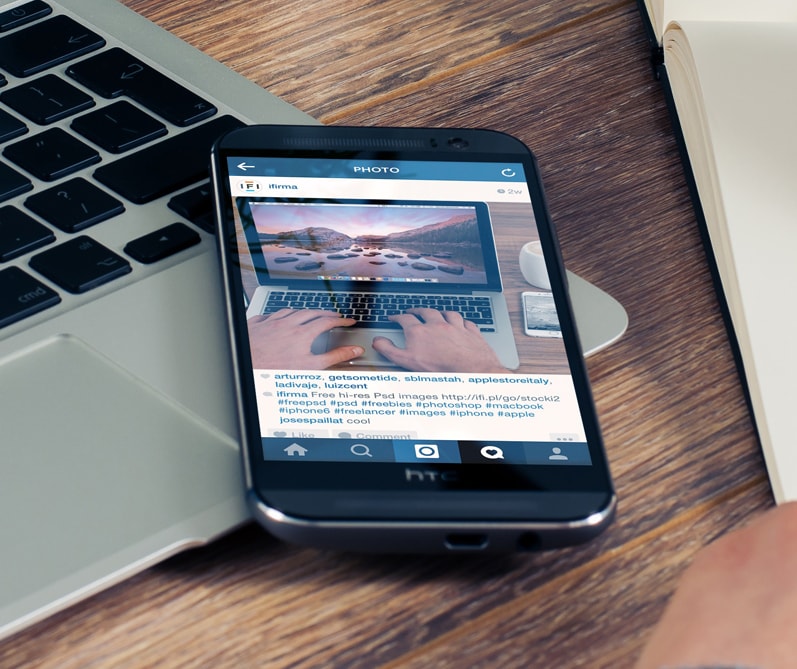 PHOTO
IFI ifirma
2w
arturrroz, getsometide, sblmastah, applestoreitaly,
ladivaje, luizcent
ifirma Free hi-res Psd images http://ifi.pl/go/stocki2
#freepsd #psd #freebies #photoshop #macbook
#iphone6 #freelancer #images #iphone #apple
josespaillat cool
Like Comment
hTC
cmd